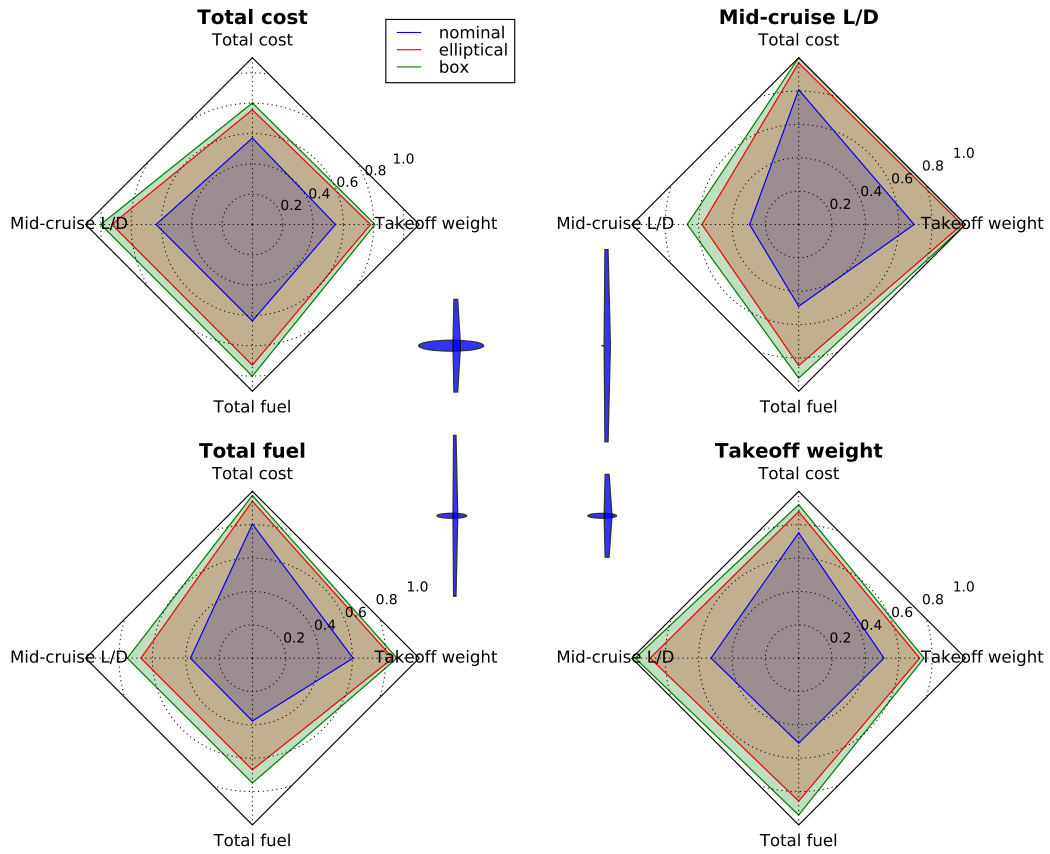 Total cost
Total cost
Mid-cruise L/D
Takeoff weight
Total fuel
0.2
0.4
0.6
0.8
1.0
nominal
elliptical
box
Mid-cruise L/D
Total cost
Mid-cruise L/D
Takeoff weight
Total fuel
0.2
0.4
0.6
0.8
1.0
Total fuel
Total cost
Mid-cruise L/D
Takeoff weight
Total fuel
0.2
0.4
0.6
0.8
1.0
Takeoff weight
Total cost
Mid-cruise L/D
Takeoff weight
Total fuel
0.2
0.4
0.6
0.8
1.0